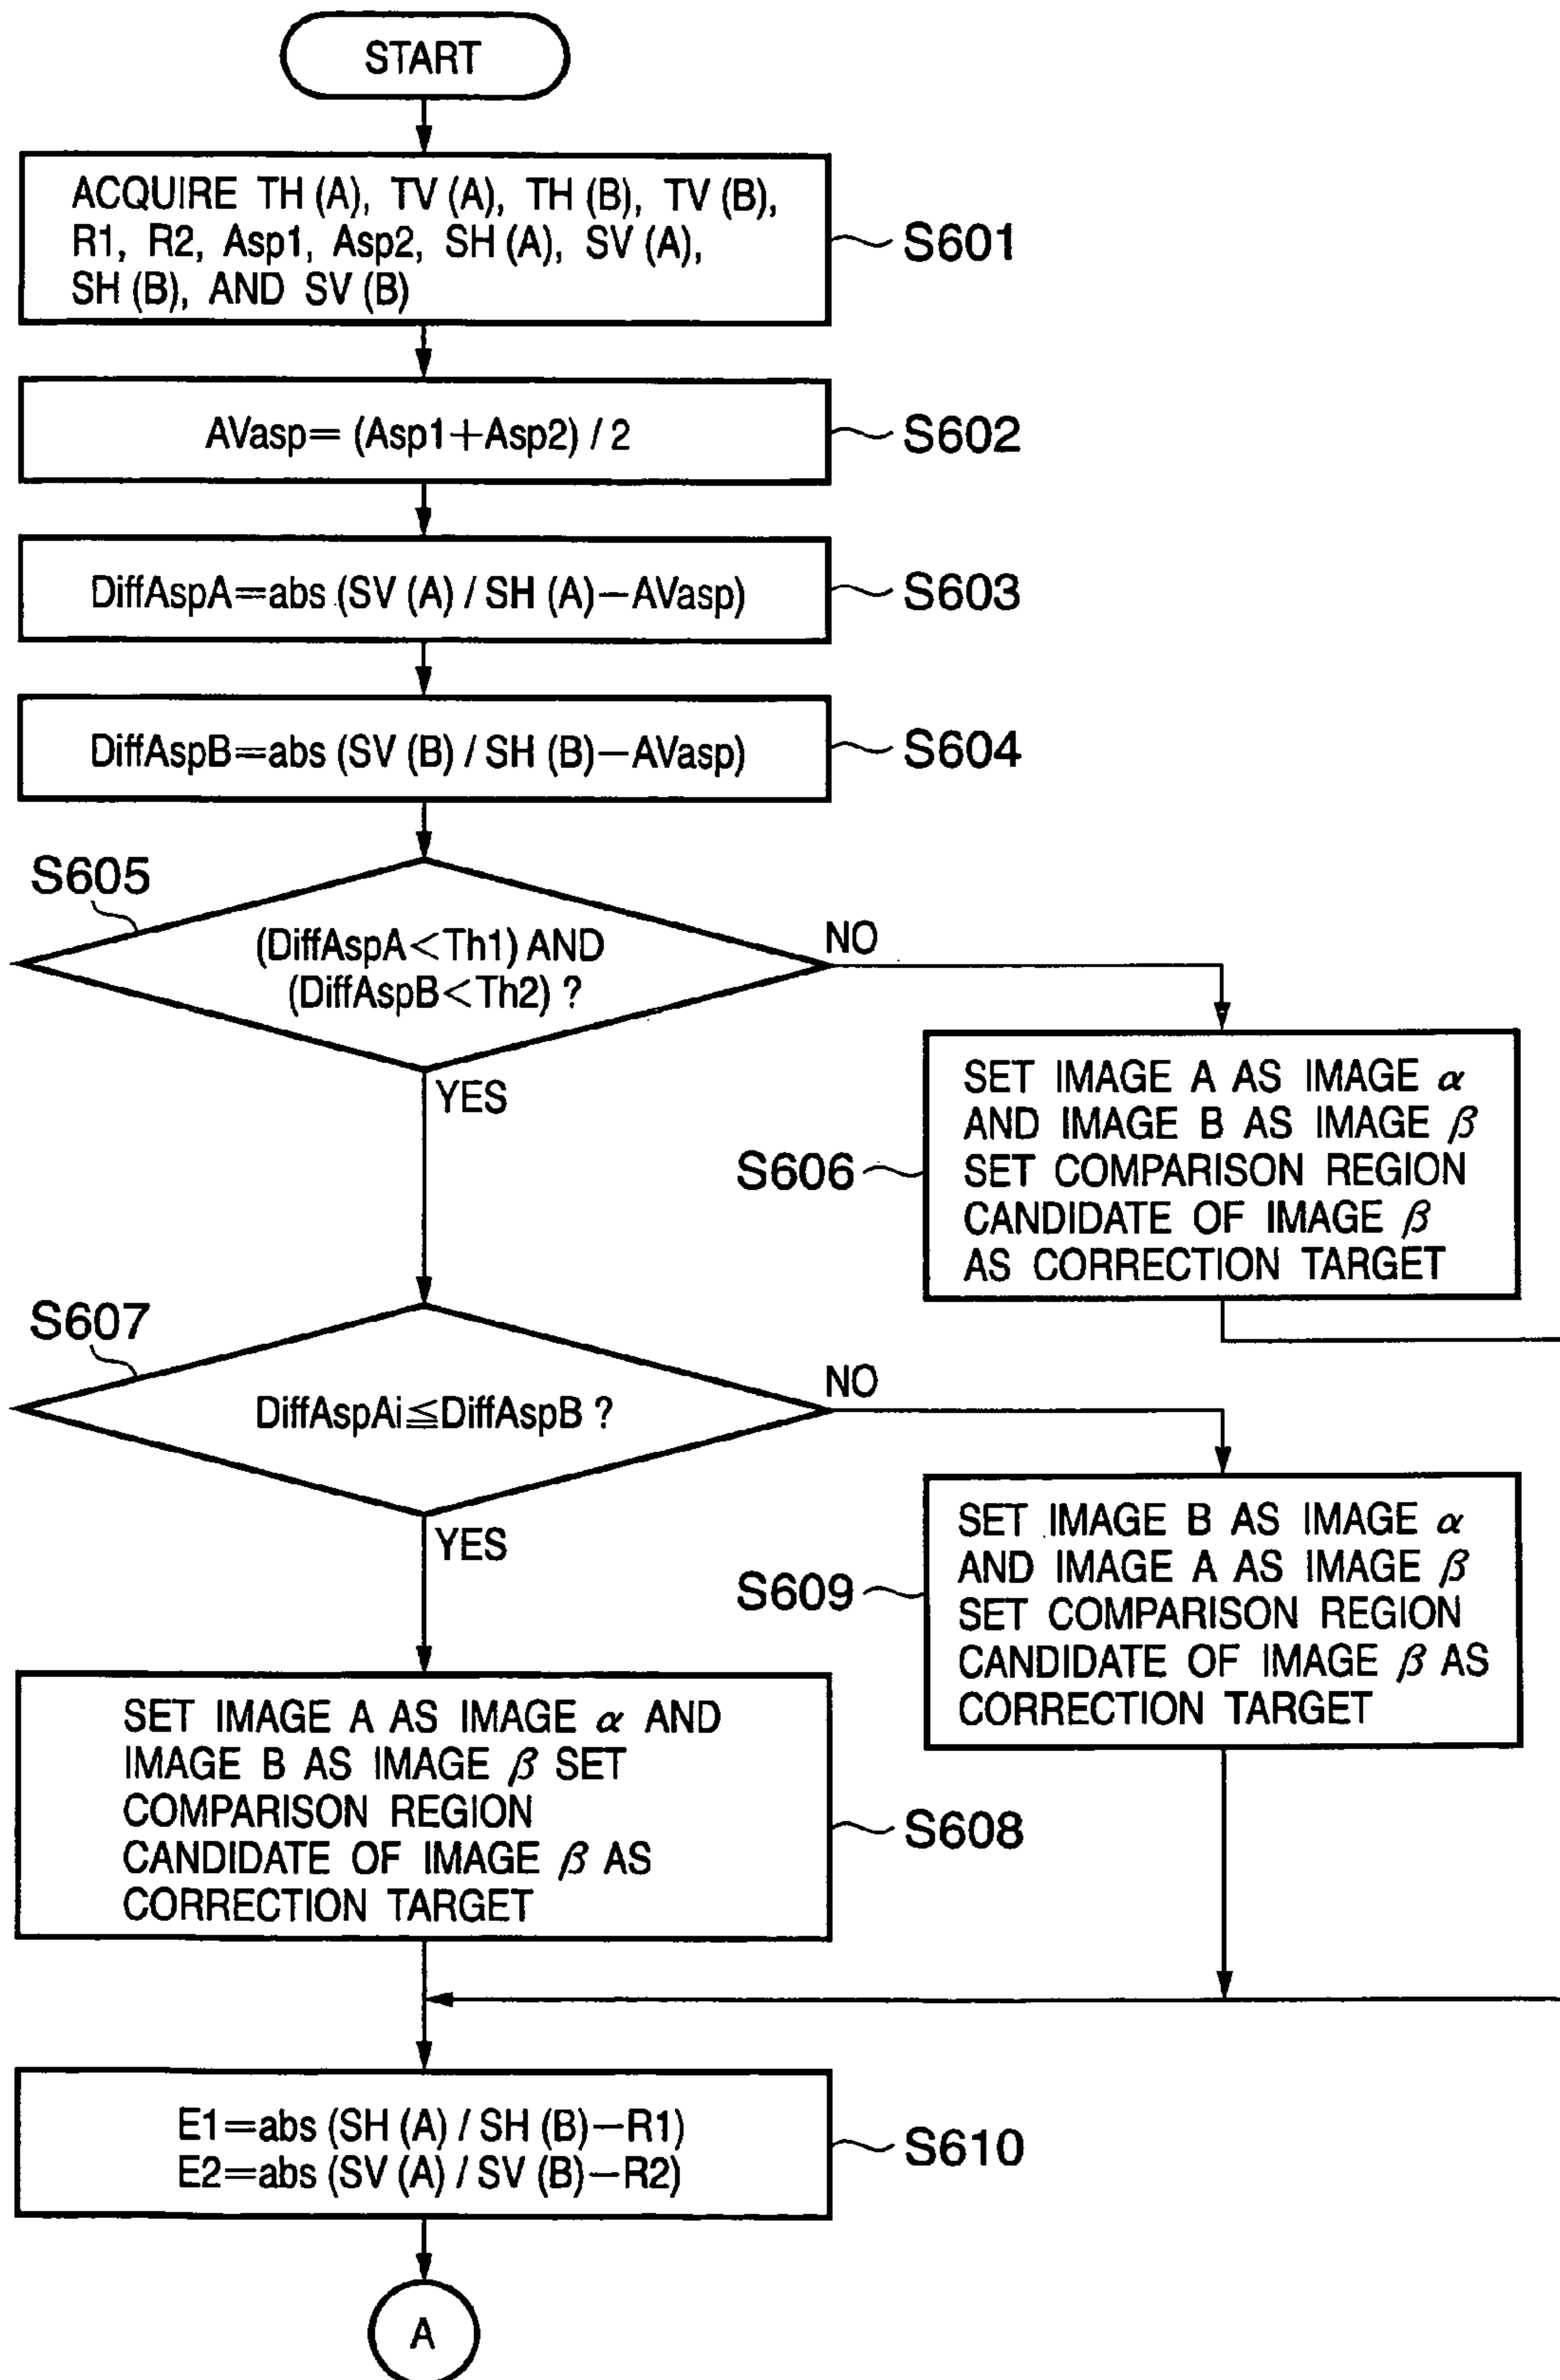 START
ACQUIRE TH (A), TV (A), TH (B), TV (B),
R1, R2, Asp1, Asp2, SH (A), SV (A),
SH (B), AND SV (B)
S601
AVasp= (Asp1+Asp2) / 2
S602
DiffAspA=abs (SV (A) / SH (A)−AVasp)
S603
DiffAspB=abs (SV (B) / SH (B)−AVasp)
S604
S605
(DiffAspA<Th1) AND
(DiffAspB<Th2) ?
NO
YES
SET IMAGE A AS IMAGE α
AND IMAGE B AS IMAGE β
SET COMPARISON REGION
CANDIDATE OF IMAGE β
AS CORRECTION TARGET
S606
S607
DiffAspAi≦DiffAspB ?
NO
YES
SET IMAGE B AS IMAGE α
AND IMAGE A AS IMAGE β
SET COMPARISON REGION
CANDIDATE OF IMAGE β AS
CORRECTION TARGET
S609
SET IMAGE A AS IMAGE α AND
IMAGE B AS IMAGE β SET
COMPARISON REGION
CANDIDATE OF IMAGE β AS
CORRECTION TARGET
S608
E1=abs (SH (A) / SH (B)−R1)
E2=abs (SV (A) / SV (B)−R2)
S610
A